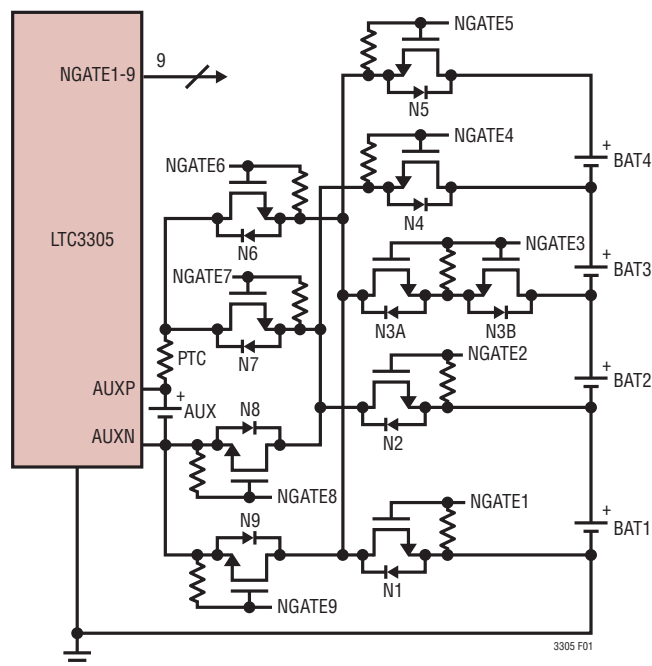 NGATE5
9
NGATE1-9
N5
+
BAT4
NGATE4
NGATE6
N4
LTC3305
NGATE3
N6
+
BAT3
NGATE7
N3A
N3B
PTC
N7
NGATE2
AUXP
+
AUX
+
BAT2
N8
N2
AUXN
NGATE8
NGATE1
N9
+
BAT1
N1
NGATE9
3305 F01